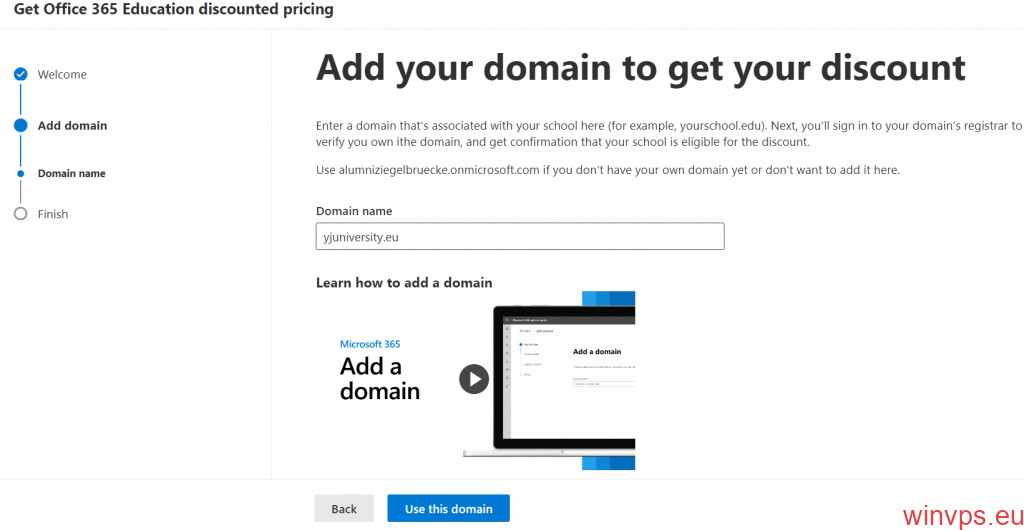 Get Office 365 Education discounted pricing
Welcome
Add domain
Domain name
Finish
Add your domain to get your discount
Enter a domain that's associated with your school here (for example, yourschool.edu). Next, you'll sign in to your domain's registrar to
verify you own ithe domain, and get confirmation that your school is eligible for the discount.
Use alumniziegelbruecke.onmicrosoft.com if you don't have your own domain yet or don't want to add it here.
Domain name
yjuniversity.eu
Learn how to add a domain
Microsoft 365
Add a
domain
Add a domain
Back
Use this domain
winvps.eu